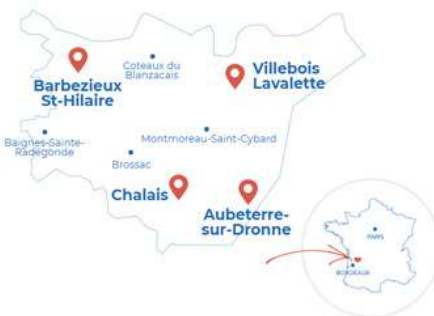 Coteaux du
Blanzacais
Villebois
Lavalette
Barbezieux
St-Hilaire
Baignes-Sainte-
Radegonde
Montmoreau-Saint-Cybard
Brossac
Chalais
Aubeterre-
sur-Dronne
PARIS
BORDEAUX